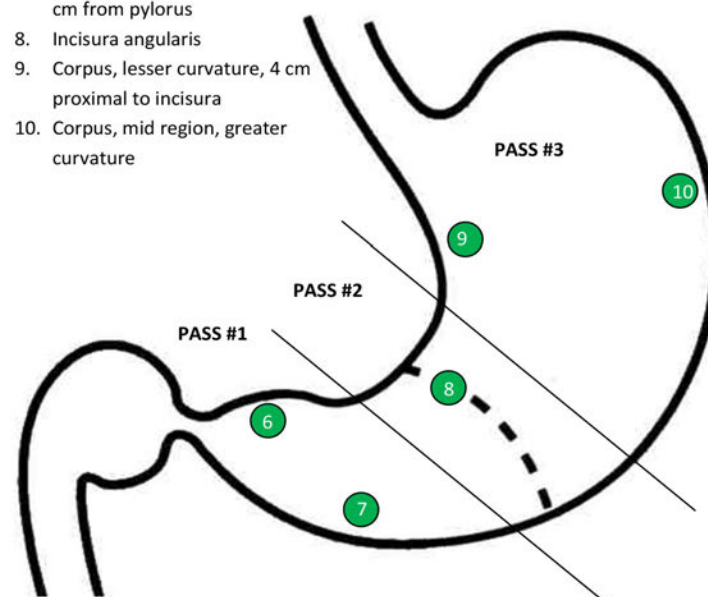 cm from pylorus
8. Incisura angularis
9. Corpus, lesser curvature, 4 cm
proximal to incisura
10. Corpus, mid region, greater
curvature
PASS #3
10
9
PASS #2
PASS #1
8
6
7